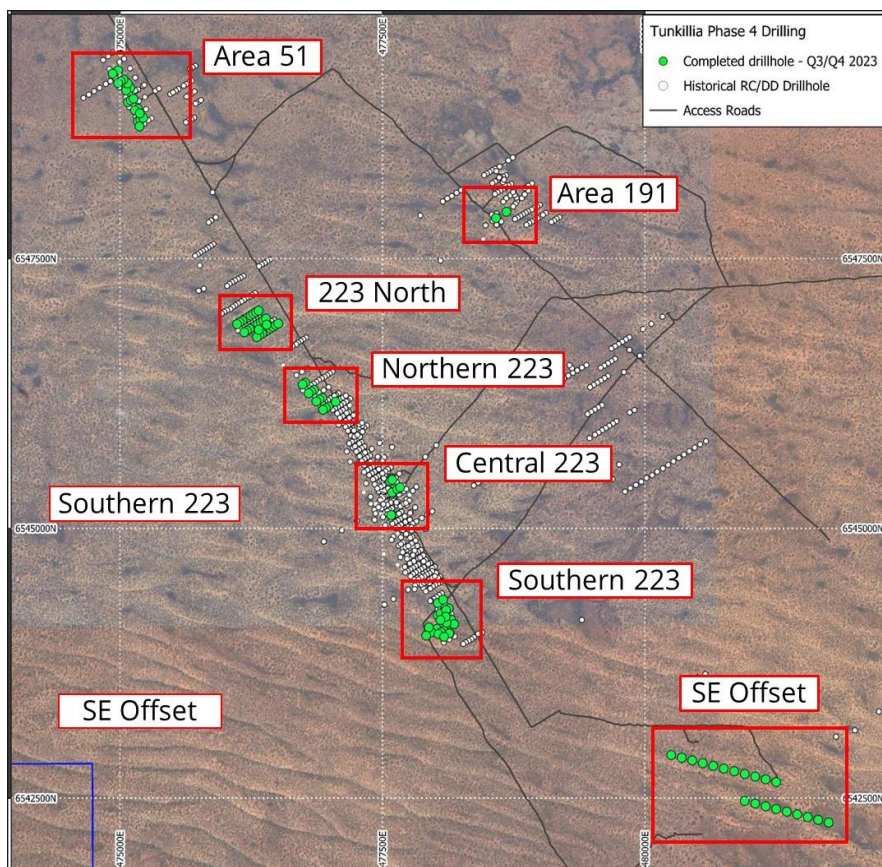 475000E
477500E
Tunkillia Phase 4 Drilling
Completed drillhole - Q3/Q4 2023
Historical RC/DD Drillhole
Access Roads
Area 51
Area 191
6547500N
6547500N
223 North
Northern 223
Central 223
Southern 223
6545000N
6545000N
Southern 223
SE Offset
SE Offset
6542500N
6542500N
475000E
477500E
480000E